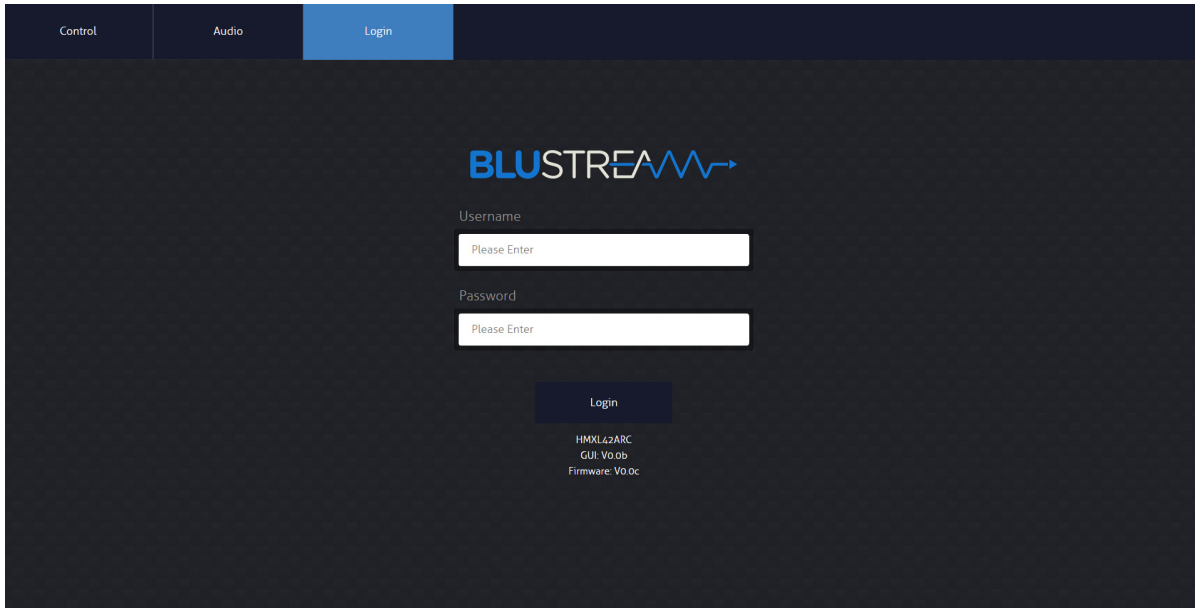 Control
Audio
Login
BLUSTREAM
Username
Please Enter
Password
Please Enter
Login
HMXL42ARC
GUI: V0.0b
Firmware: V0.0c